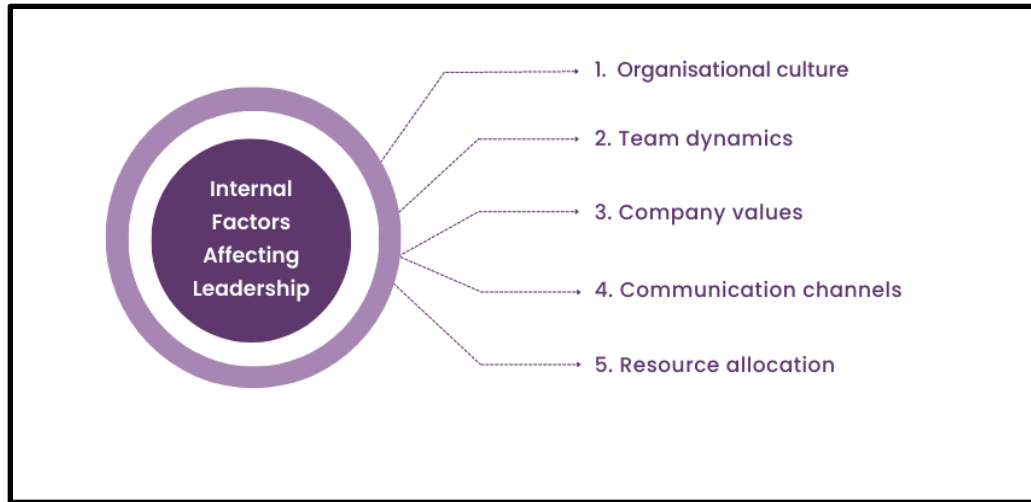 Internal
Factors
Affecting
Leadership
1. Organisational culture
2. Team dynamics
3. Company values
4. Communication channels
5. Resource allocation